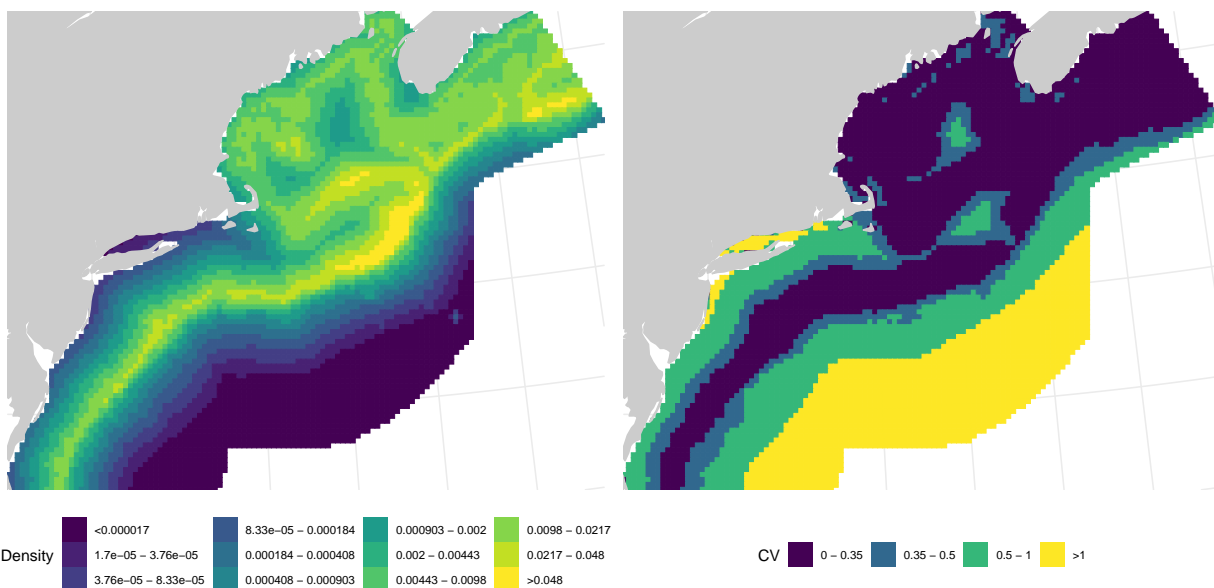 <0.000017 8.33e−05 − 0.000184 0.000903 − 0.002 0.0098 − 0.0217
Density 1.7e−05 − 3.76e−05 0.000184 − 0.000408 0.002 − 0.00443 0.0217 − 0.048 CV 0 − 0.35 0.35 − 0.5 0.5 − 1 >1
3.76e−05 − 8.33e−05 0.000408 − 0.000903 0.00443 − 0.0098 >0.048